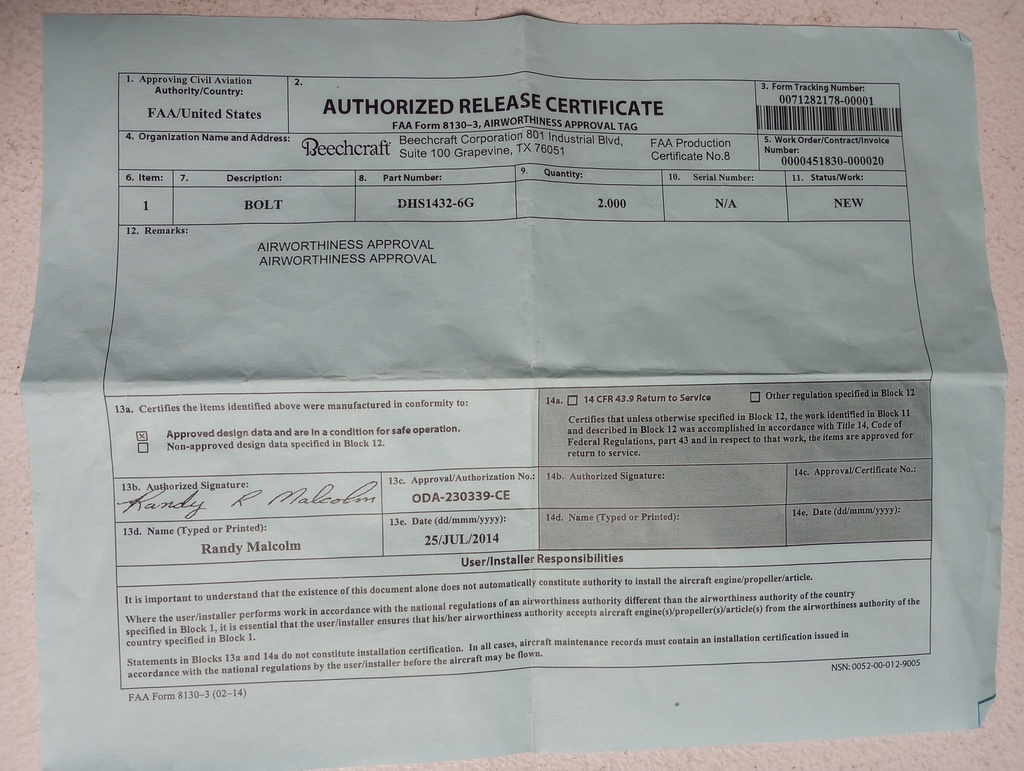 1. Approving Civil Aviation
Authority/Country:
FAA/United States
2.
AUTHORIZED RELEASE CERTIFICATE
FAA Form 8130–3, AIRWORTHINESS APPROVAL TAG
3. Form Tracking Number:
0071282178-00001
4. Organization Name and Address:
Beechcraft
Beechcraft Corporation 801 Industrial Blvd,
Suite 100 Grapevine, TX 76051
FAA Production
Certificate No.8
5. Work Order/Contract/Invoice
Number:
0000451830-000020
6. Item: 7. Description: 8. Part Number: 9. Quantity: 10. Serial Number: 11. Status/Work:
1 BOLT DHS1432-6G 2.000 N/A NEW
12. Remarks:
AIRWORTHINESS APPROVAL
AIRWORTHINESS APPROVAL
13a. Certifies the items identified above were manufactured in conformity to:
Approved design data and are in a condition for safe operation.
Non-approved design data specified in Block 12.
14a. 14 CFR 43.9 Return to Service Other regulation specified in Block 12
Certifies that unless otherwise specified in Block 12, the work identified in Block 11
and described in Block 12 was accomplished in accordance with Title 14, Code of
Federal Regulations, part 43 and in respect to that work, the items are approved for
return to service.
13b. Authorized Signature:
Randy R Malcolm
13c. Approval/Authorization No.:
ODA-230339-CE
14b. Authorized Signature:
14c. Approval/Certificate No.:
13d. Name (Typed or Printed):
Randy Malcolm
13e. Date (dd/mmm/yyyy):
25/JUL/2014
14d. Name (Typed or Printed):
14e. Date (dd/mmm/yyyy):
User/Installer Responsibilities
It is important to understand that the existence of this document alone does not automatically constitute authority to install the aircraft engine/propeller/article.
Where the user/installer performs work in accordance with the national regulations of an airworthiness authority different than the airworthiness authority of the country
specified in Block 1, it is essential that the user/installer ensures that his/her airworthiness authority accepts aircraft engine(s)/propeller(s)/article(s) from the airworthiness authority of the
country specified in Block 1.
Statements in Blocks 13a and 14a do not constitute installation certification. In all cases, aircraft maintenance records must contain an installation certification issued in
accordance with the national regulations by the user/installer before the aircraft may be flown.
FAA Form 8130–3 (02–14)
NSN: 0052-00-012-9005